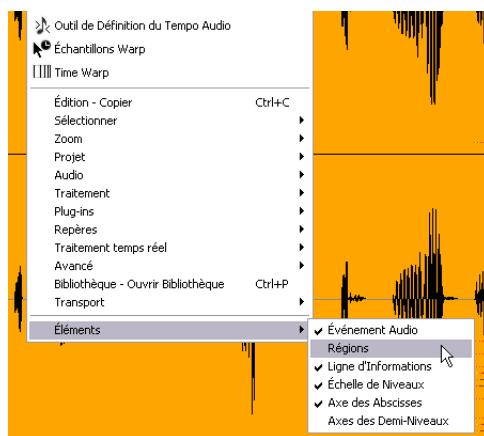 Outil de Définition du Tempo Audio
Échantillons Warp
Time Warp
Édition - Copier Ctrl+C
Sélectionner
Zoom
Projet
Audio
Traitement
Plug-ins
Repères
Traitement temps réel
Avancé
Bibliothèque - Ouvrir Bibliothèque Ctrl+P
Transport
Éléments
Événement Audio
Régions
Ligne d'Informations
Échelle de Niveaux
Axe des Abscisses
Axes des Demi-Niveaux